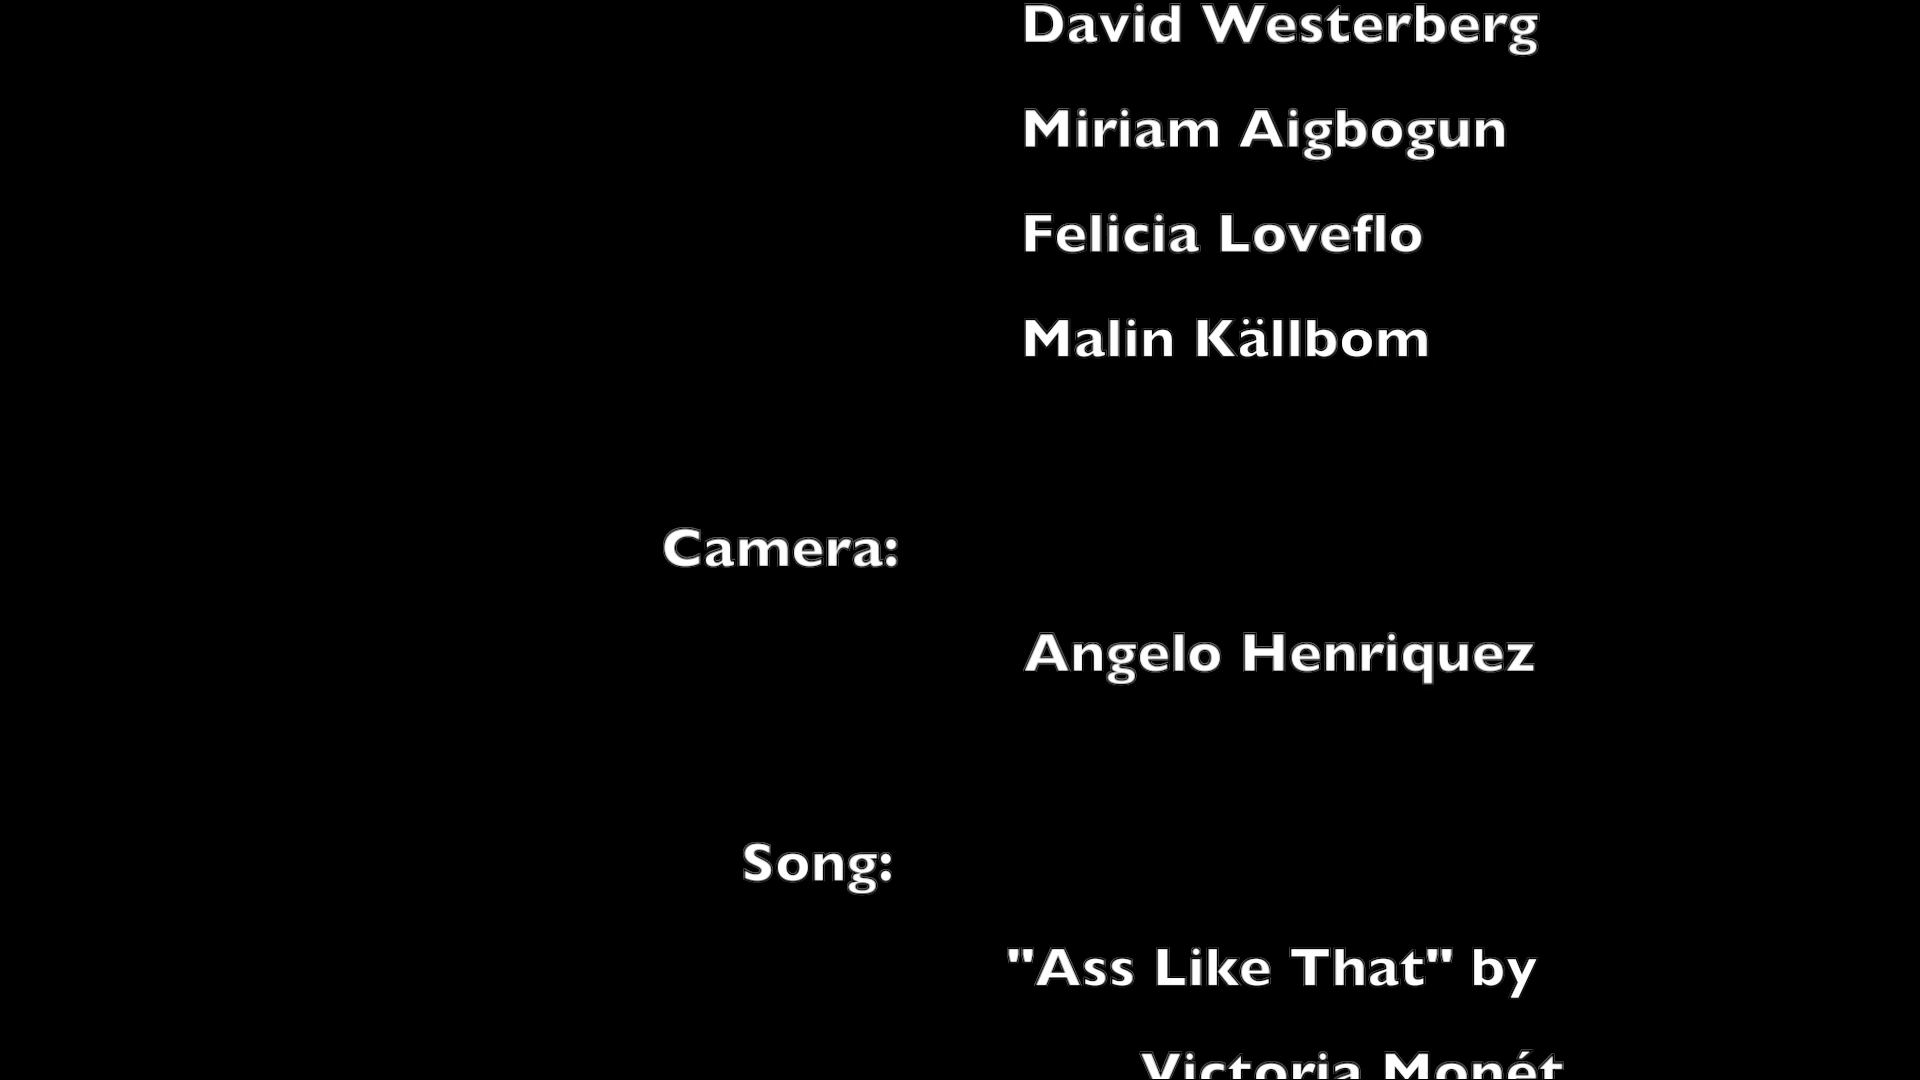 David Westerberg
Miriam Aigbogun
Felicia Loveflo
Malin Källbom
Camera:
Angelo Henriquez
Song:
"Ass Like That" by
Victoria Monét